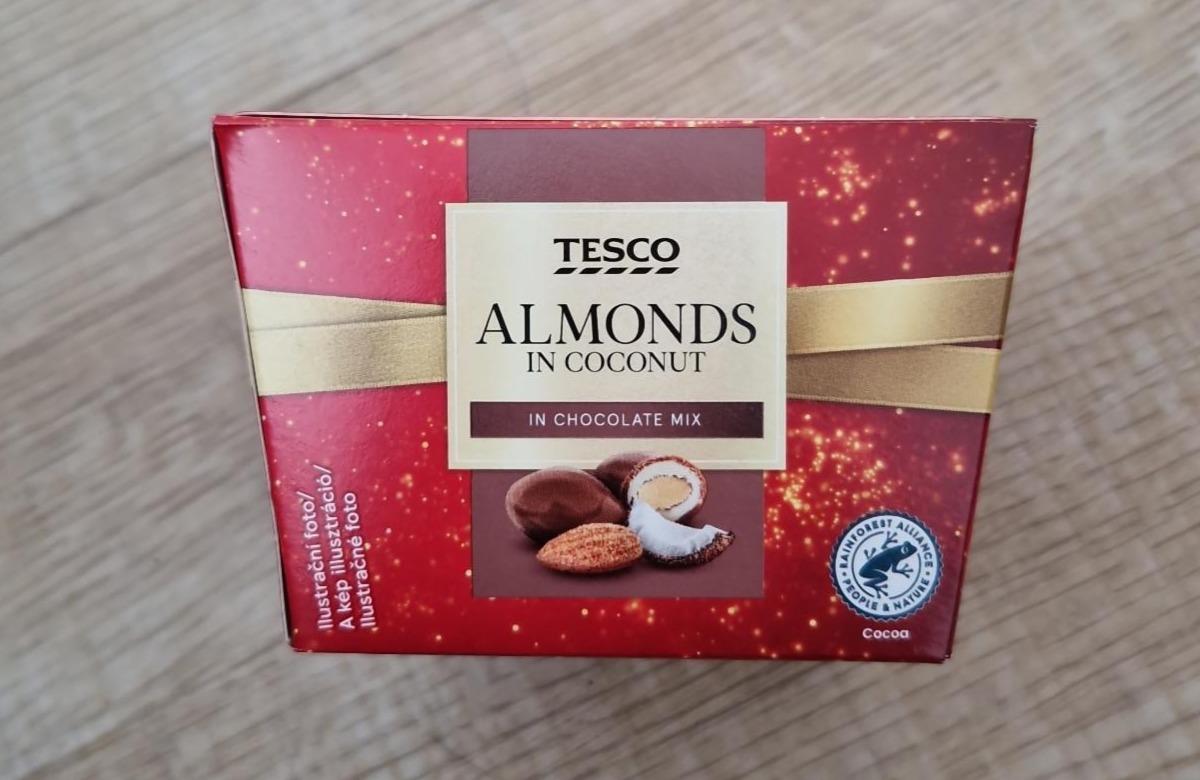 TESCO
ALMONDS
IN COCONUT
IN CHOCOLATE MIX
Ilustrační foto/
A kép illusztráció/
Ilustračné foto
RAINFOREST ALLIANCE
PEOPLE & NATURE
Cocoa